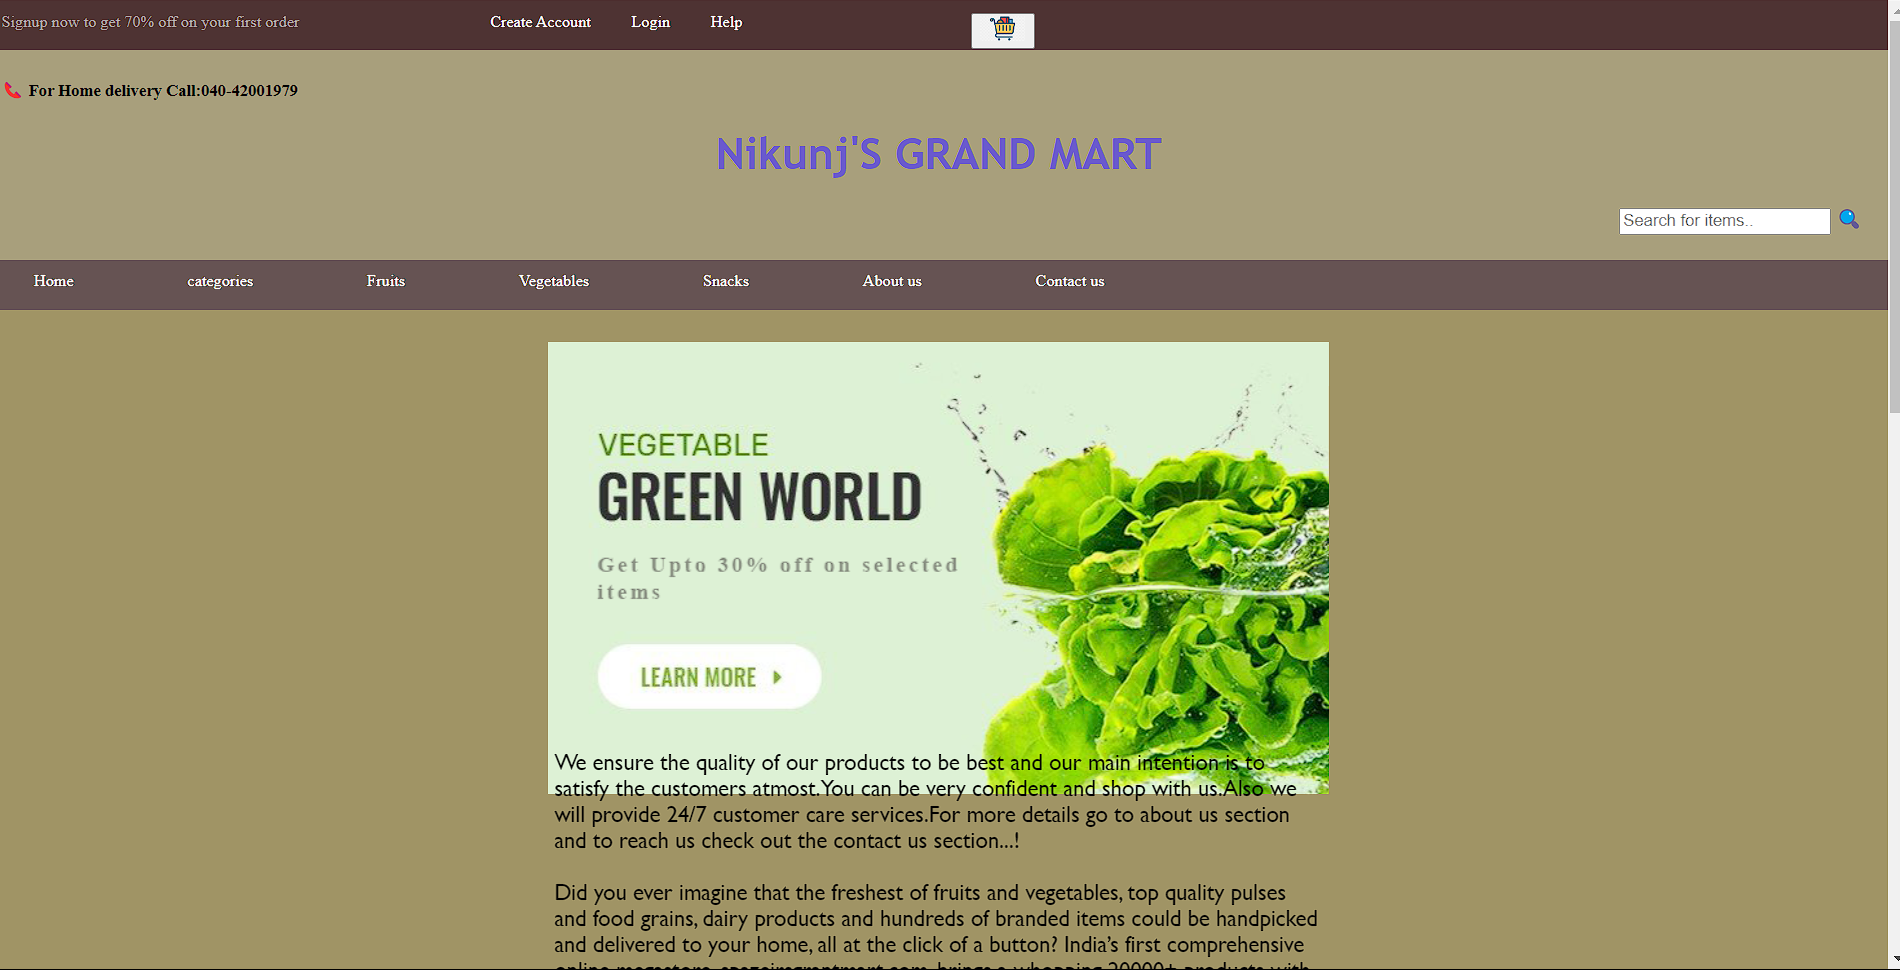 Signup now to get 70% off on your first order
Create Account
Login
Help
For Home delivery Call:040-42001979
Nikunj'S GRAND MART
Search for items..
Home
categories
Fruits
Vegetables
Snacks
About us
Contact us
VEGETABLE
GREEN WORLD
Get Upto 30% off on selected
items
LEARN MORE
We ensure the quality of our products to be best and our main intention is to
satisfy the customers atmost.You can be very confident and shop with us.Also we
will provide 24/7 customer care services.For more details go to about us section
and to reach us check out the contact us section...!
Did you ever imagine that the freshest of fruits and vegetables, top quality pulses
and food grains, dairy products and hundreds of branded items could be handpicked
and delivered to your home, all at the click of a button? India’s first comprehensive
online megastore, brings a whopping 20000+ products with